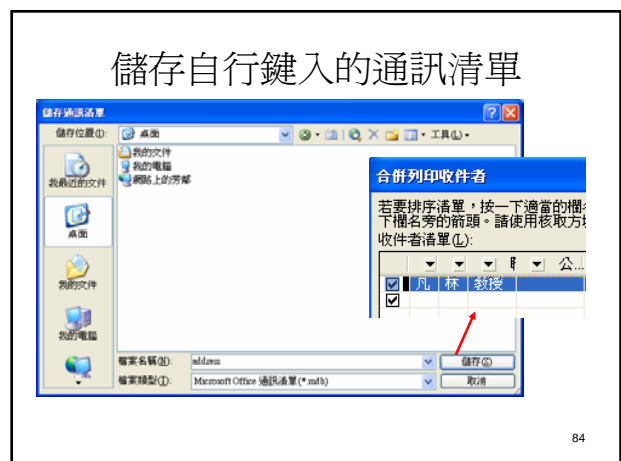 儲存自行鍵入的通訊清單
儲存通訊清單
儲存位置(I):
桌面
工具(L)
我的文件
我的電腦
網路上的芳鄰
我最近的文件
桌面
我的文件
我的電腦
合併列印收件者
若要排序清單，按一下適當的欄
下欄名旁的箭頭。請使用核取方
收件者清單(L):
公...
凡 林 教授
檔案名稱(N):
address
儲存(S)
檔案類型(T):
Microsoft Office 通訊清單(*.mdb)
取消
84